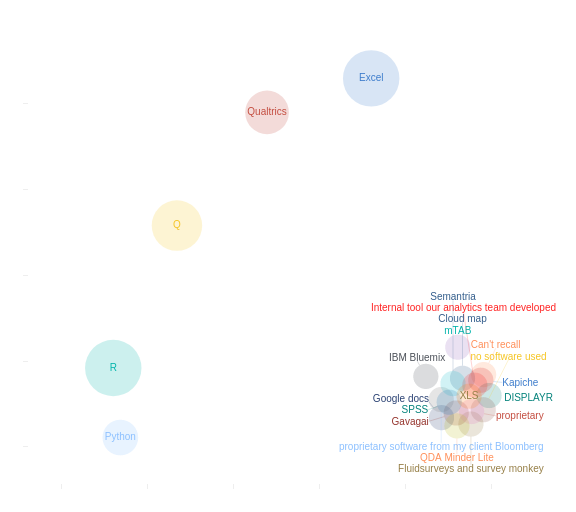 Excel
Qualtrics
Q
Semantria
Internal tool our analytics team developed
Cloud map
mTAB
Can't recall
no software used
IBM Bluemix
R
Kapiche
XLS
DISPLAYR
Google docs
SPSS
proprietary
Gavagai
Python
proprietary software from my client Bloomberg
QDA Minder Lite
Fluidsurveys and survey monkey